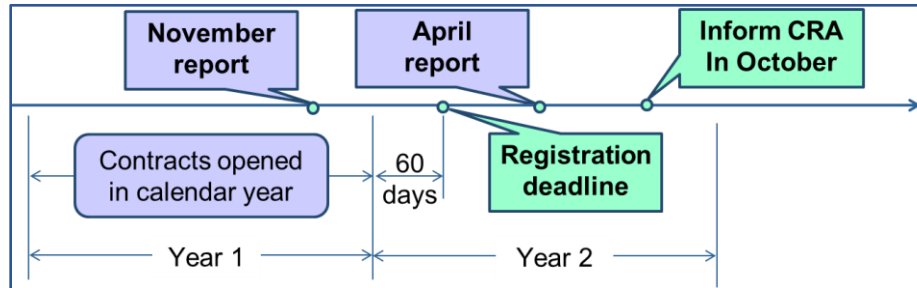 November
report
April
report
Inform CRA
In October
Contracts opened
in calendar year
60
days
Registration
deadline
Year 1
Year 2